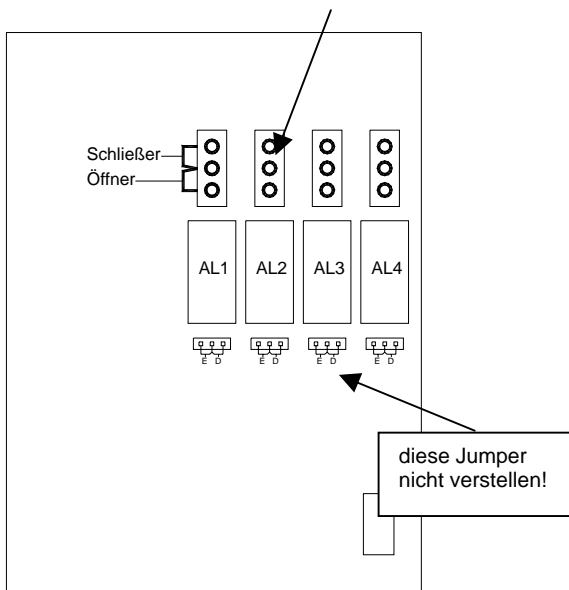 Schließer
Öffner
AL1 AL2 AL3 AL4
E D E D E D E D
diese Jumper
nicht verstellen!